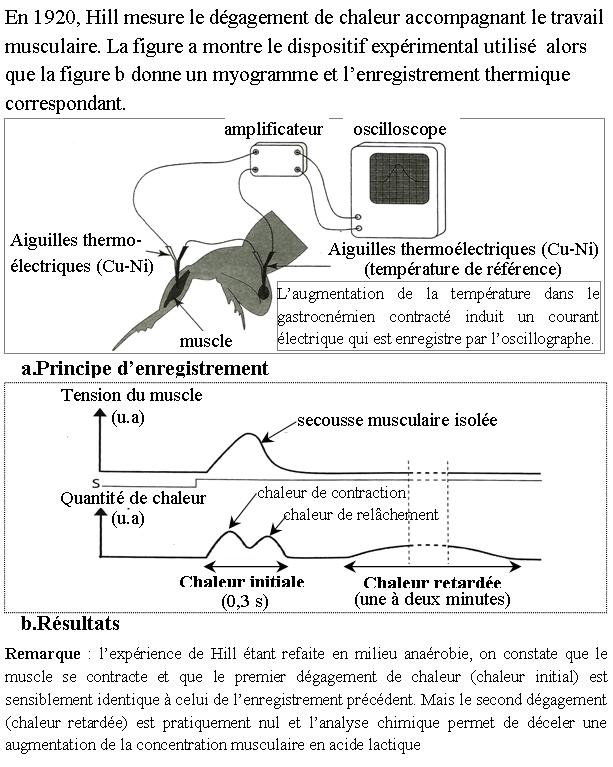 En 1920, Hill mesure le dégagement de chaleur accompagnant le travail
musculaire. La figure a montre le dispositif expérimental utilisé alors
que la figure b donne un myogramme et l’enregistrement thermique
correspondant.
amplificateur
oscilloscope
Aiguilles thermo-
électriques (Cu-Ni)
Aiguilles thermoélectriques (Cu-Ni)
(température de référence)
L’augmentation de la température dans le
gastrocnémien contracté induit un courant
électrique qui est enregistre par l’oscillographe.
muscle
a.Principe d’enregistrement
Tension du muscle
(u.a)
secousse musculaire isolée
S
Quantité de chaleur
(u.a)
chaleur de contraction
chaleur de relâchement
Chaleur initiale
(0,3 s)
Chaleur retardée
(une à deux minutes)
b.Résultats
Remarque : l’expérience de Hill étant refaite en milieu anaérobie, on constate que le
muscle se contracte et que le premier dégagement de chaleur (chaleur initial) est
sensiblement identique à celui de l’enregistrement précédent. Mais le second dégagement
(chaleur retardée) est pratiquement nul et l’analyse chimique permet de déceler une
augmentation de la concentration musculaire en acide lactique